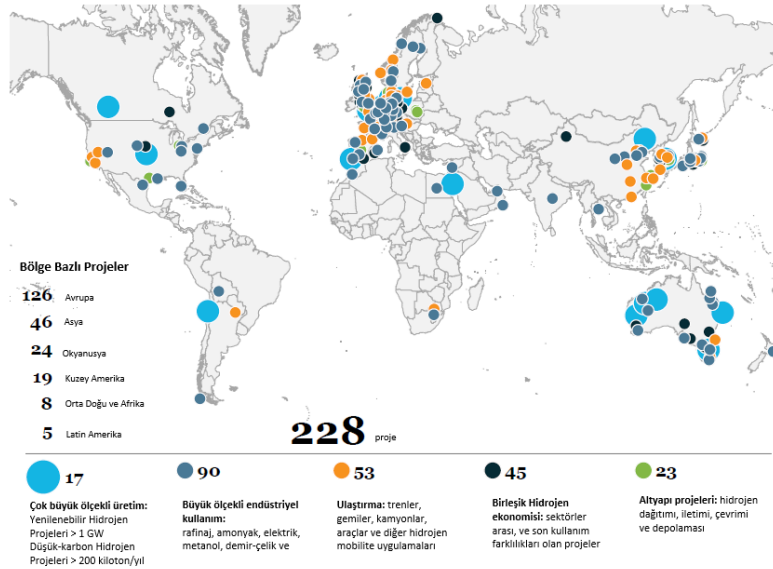 Bölge Bazlı Projeler
126 Avrupa
46 Asya
24 Okyanusya
19 Kuzey Amerika
8 Orta Doğu ve Afrika
5 Latin Amerika
228 proje
17
Çok büyük ölçekli üretim:
Yenilenebilir Hidrojen
Projeleri > 1 GW
Düşük-karbon Hidrojen
Projeleri > 200 kiloton/yıl
90
Büyük ölçekli endüstriyel
kullanım:
rafinaj, amonyak, elektrik,
metanol, demir-çelik ve
53
Ulaştırma: trenler,
gemiler, kamyonlar,
araçlar ve diğer hidrojen
mobilite uygulamaları
45
Birleşik Hidrojen
ekonomisi: sektörler
arası, ve son kullanım
farklılıkları olan projeler
23
Altyapı projeleri: hidrojen
dağıtımı, iletimi, çevrimi
ve depolaması